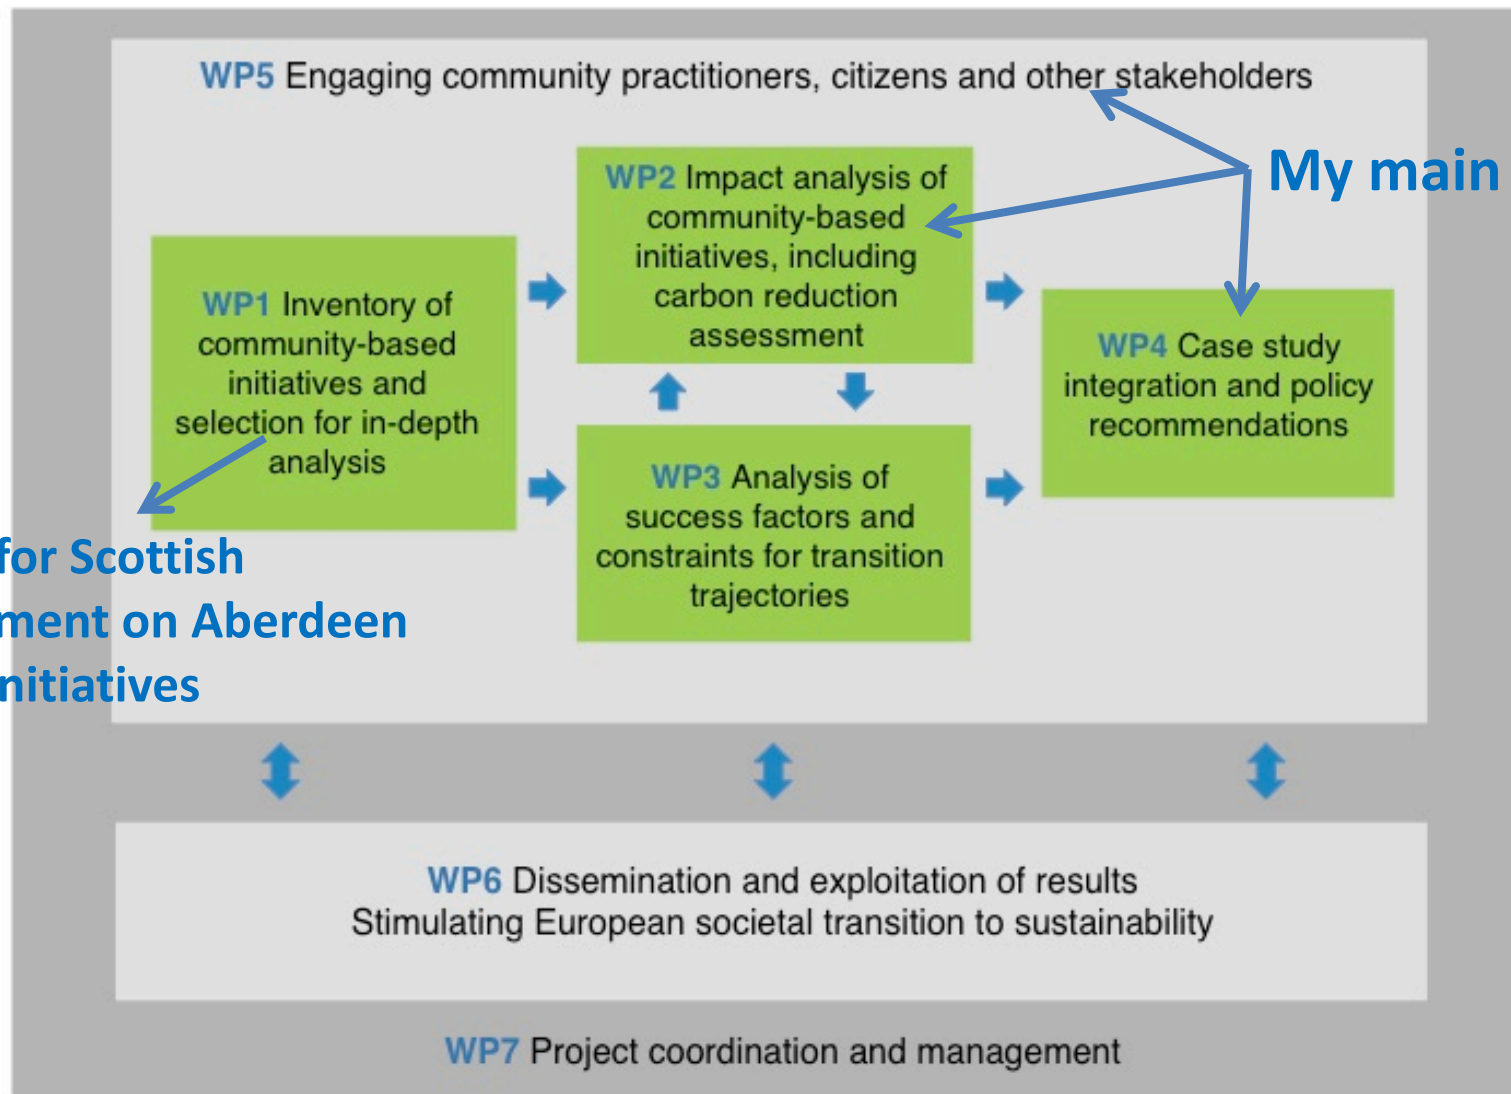 WP5 Engaging community practitioners, citizens and other stakeholders
My main
WP2 Impact analysis of
community-based
initiatives, including
carbon reduction
assessment
WP1 Inventory of
community-based
initiatives and
selection for in-depth
analysis
WP4 Case study
integration and policy
recommendations
WP3 Analysis of
success factors and
constraints for transition
trajectories
for Scottish
ment on Aberdeen
nitiatives
WP6 Dissemination and exploitation of results
Stimulating European societal transition to sustainability
WP7 Project coordination and management